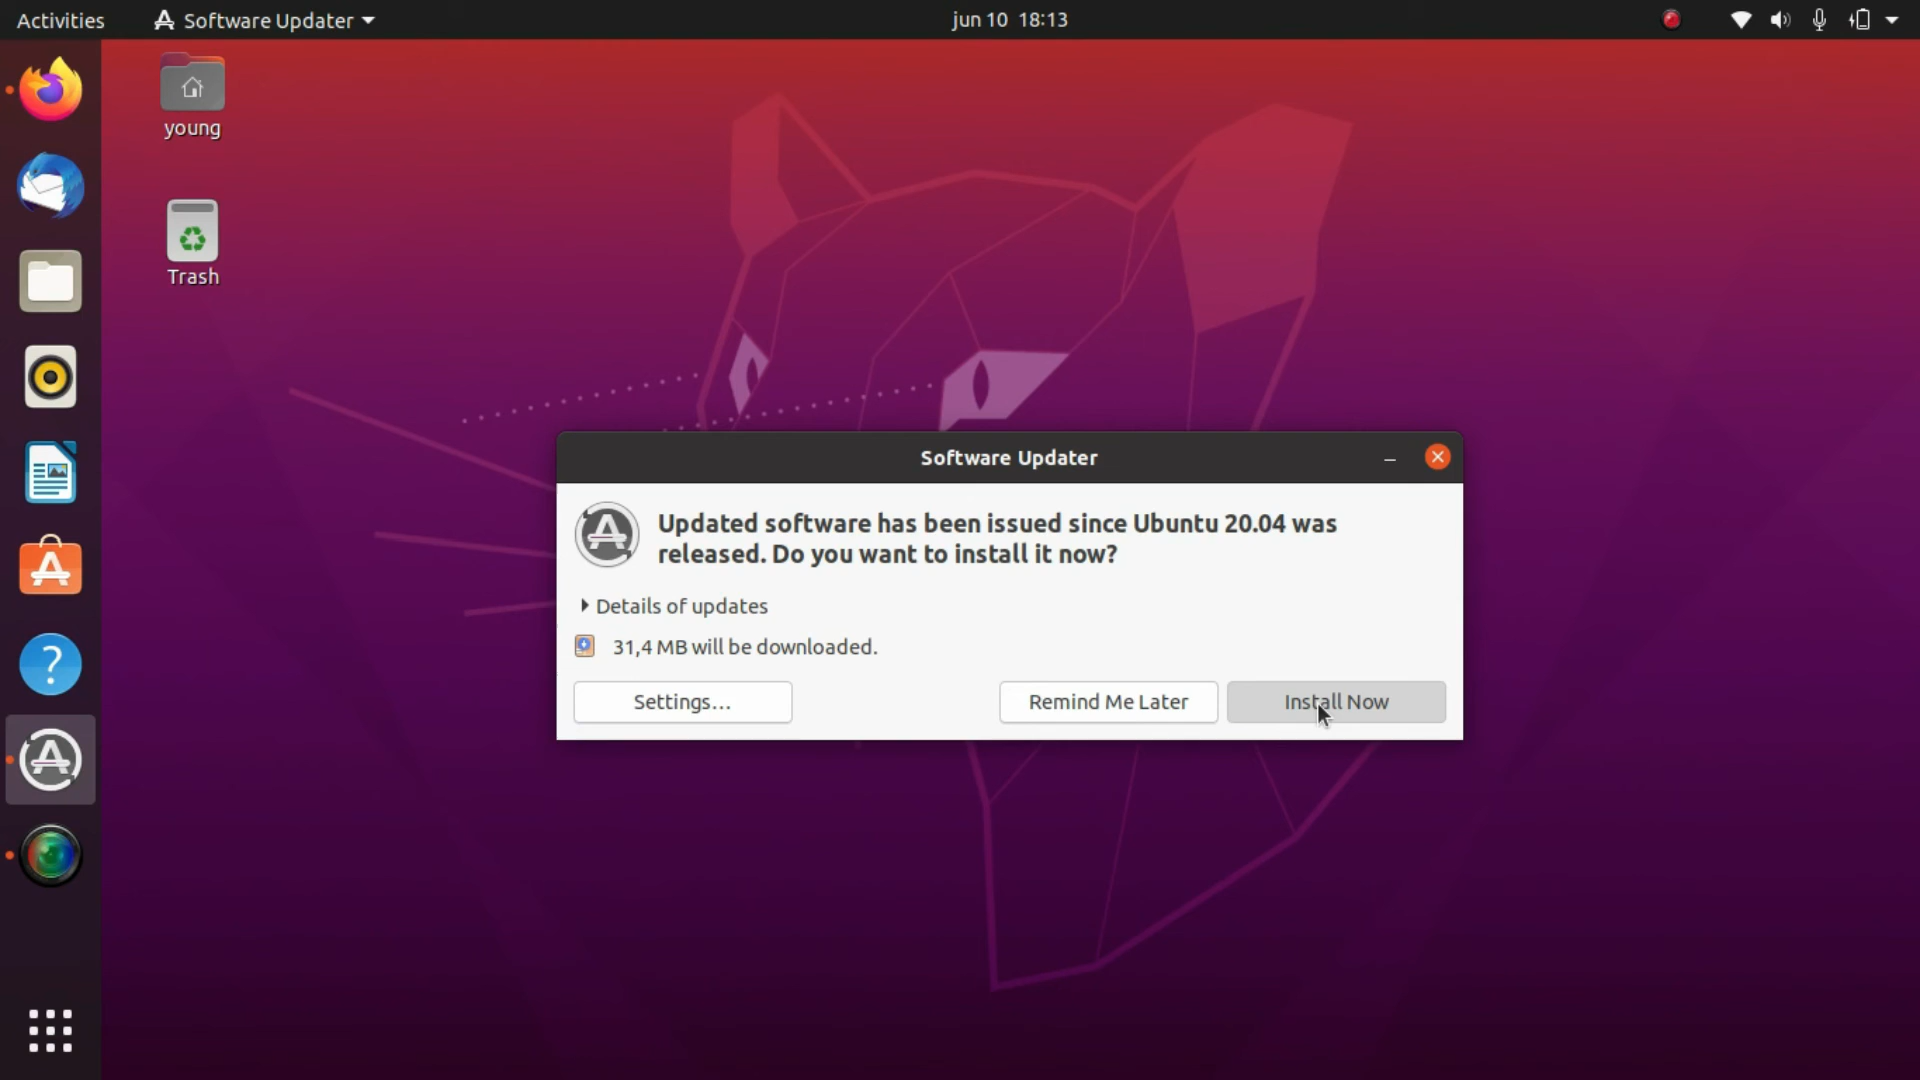 Activities
Software Updater
jun 10 18:13
young
Trash
Software Updater
Updated software has been issued since Ubuntu 20.04 was
released. Do you want to install it now?
Details of updates
31,4 MB will be downloaded.
Settings...
Remind Me Later
Install Now